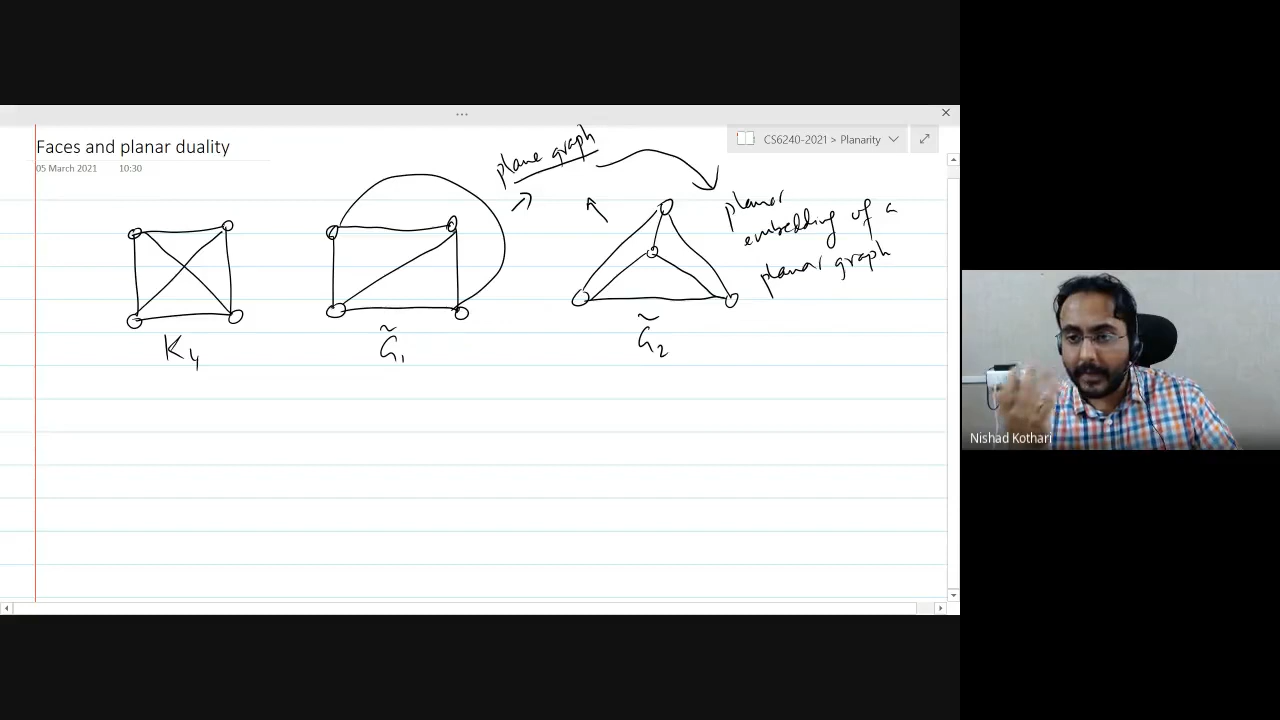 ...
CS6240-2021 > Planarity
Faces and planar duality
05 March 2021 10:30
plane graph
planar
embedding of a
planar graph
K₄
G̃₁
G̃₂
Nishad Kothari